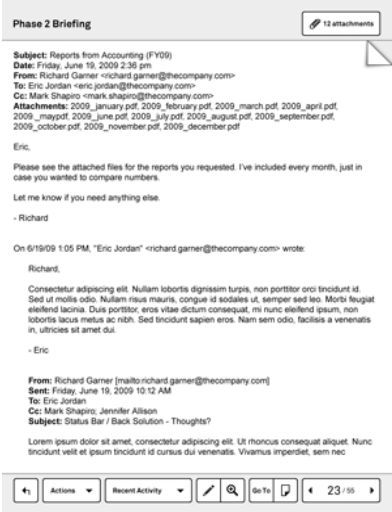 Phase 2 Briefing
12 attachments
Subject: Reports from Accounting (FY09)
Date: Friday, June 19, 2009 2:36 pm
From: Richard Garner <richard.garner@thecompany.com>
To: Eric Jordan <eric.jordan@thecompany.com>
Cc: Mark Shapiro <mark.shapiro@thecompany.com>
Attachments: 2009_january.pdf, 2009_february.pdf, 2009_march.pdf, 2009_april.pdf,
2009_maypdf, 2009_june.pdf, 2009_july.pdf, 2009_august.pdf, 2009_september.pdf,
2009_october.pdf, 2009_november.pdf, 2009_december.pdf
Eric,
Please see the attached files for the reports you requested. I've included every month, just in
case you wanted to compare numbers.
Let me know if you need anything else.
- Richard
On 6/19/09 1:05 PM, "Eric Jordan" <richard.garner@thecompany.com> wrote:
Richard,
Consectetur adipiscing elit. Nullam lobortis dignissim turpis, non porttitor orci tincidunt id.
Sed ut mollis odio. Nullam risus mauris, congue id sodales ut, semper sed leo. Morbi feugiat
eleifend lacinia. Duis porttitor, eros vitae dictum consequat, mi nunc eleifend ipsum, non
lobortis lacus metus ac nibh. Sed tincidunt sapien eros. Nam sem odio, facilisis a venenatis
in, ultricies sit amet dui.
- Eric
From: Richard Garner [mailto:richard.garner@thecompany.com]
Sent: Friday, June 19, 2009 10:12 AM
To: Eric Jordan
Cc: Mark Shapiro; Jennifer Allison
Subject: Status Bar / Back Solution - Thoughts?
Lorem ipsum dolor sit amet, consectetur adipiscing elit. Ut rhoncus consequat aliquet. Nunc
tincidunt velit et ipsum tincidunt id cursus dui venenatis. Vivamus imperdiet, sem nec
Actions Recent Activity Go To 23/55